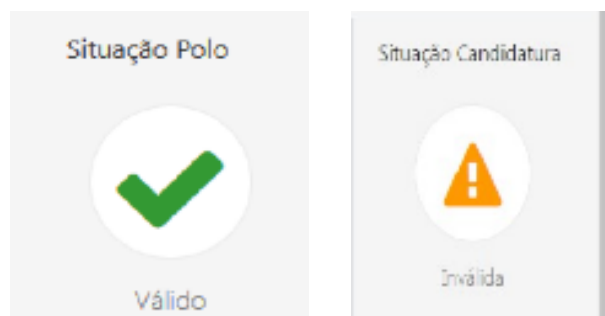 Situação Polo
Válido
Situação Candidatura
Inválida